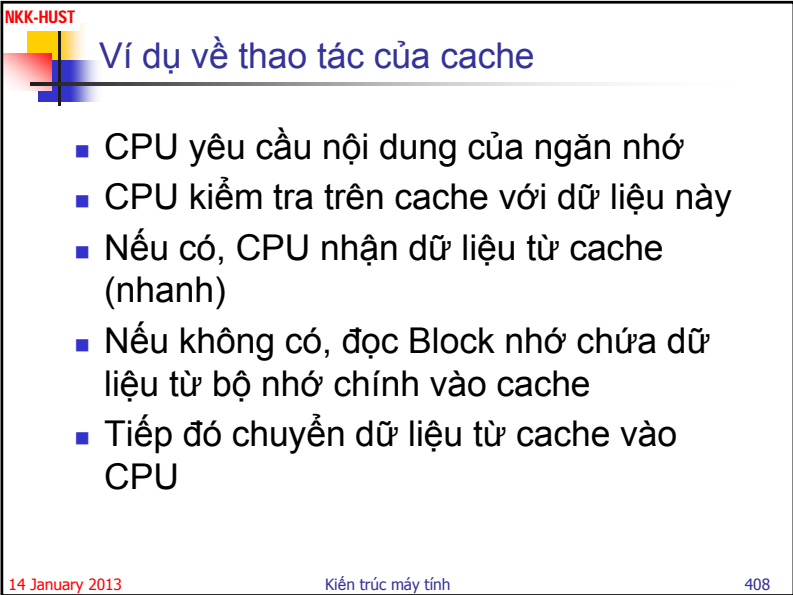 NKK-HUST
Ví dụ về thao tác của cache
CPU yêu cầu nội dung của ngăn nhớ
CPU kiểm tra trên cache với dữ liệu này
Nếu có, CPU nhận dữ liệu từ cache
(nhanh)
Nếu không có, đọc Block nhớ chứa dữ
liệu từ bộ nhớ chính vào cache
Tiếp đó chuyển dữ liệu từ cache vào
CPU
14 January 2013 Kiến trúc máy tính 408